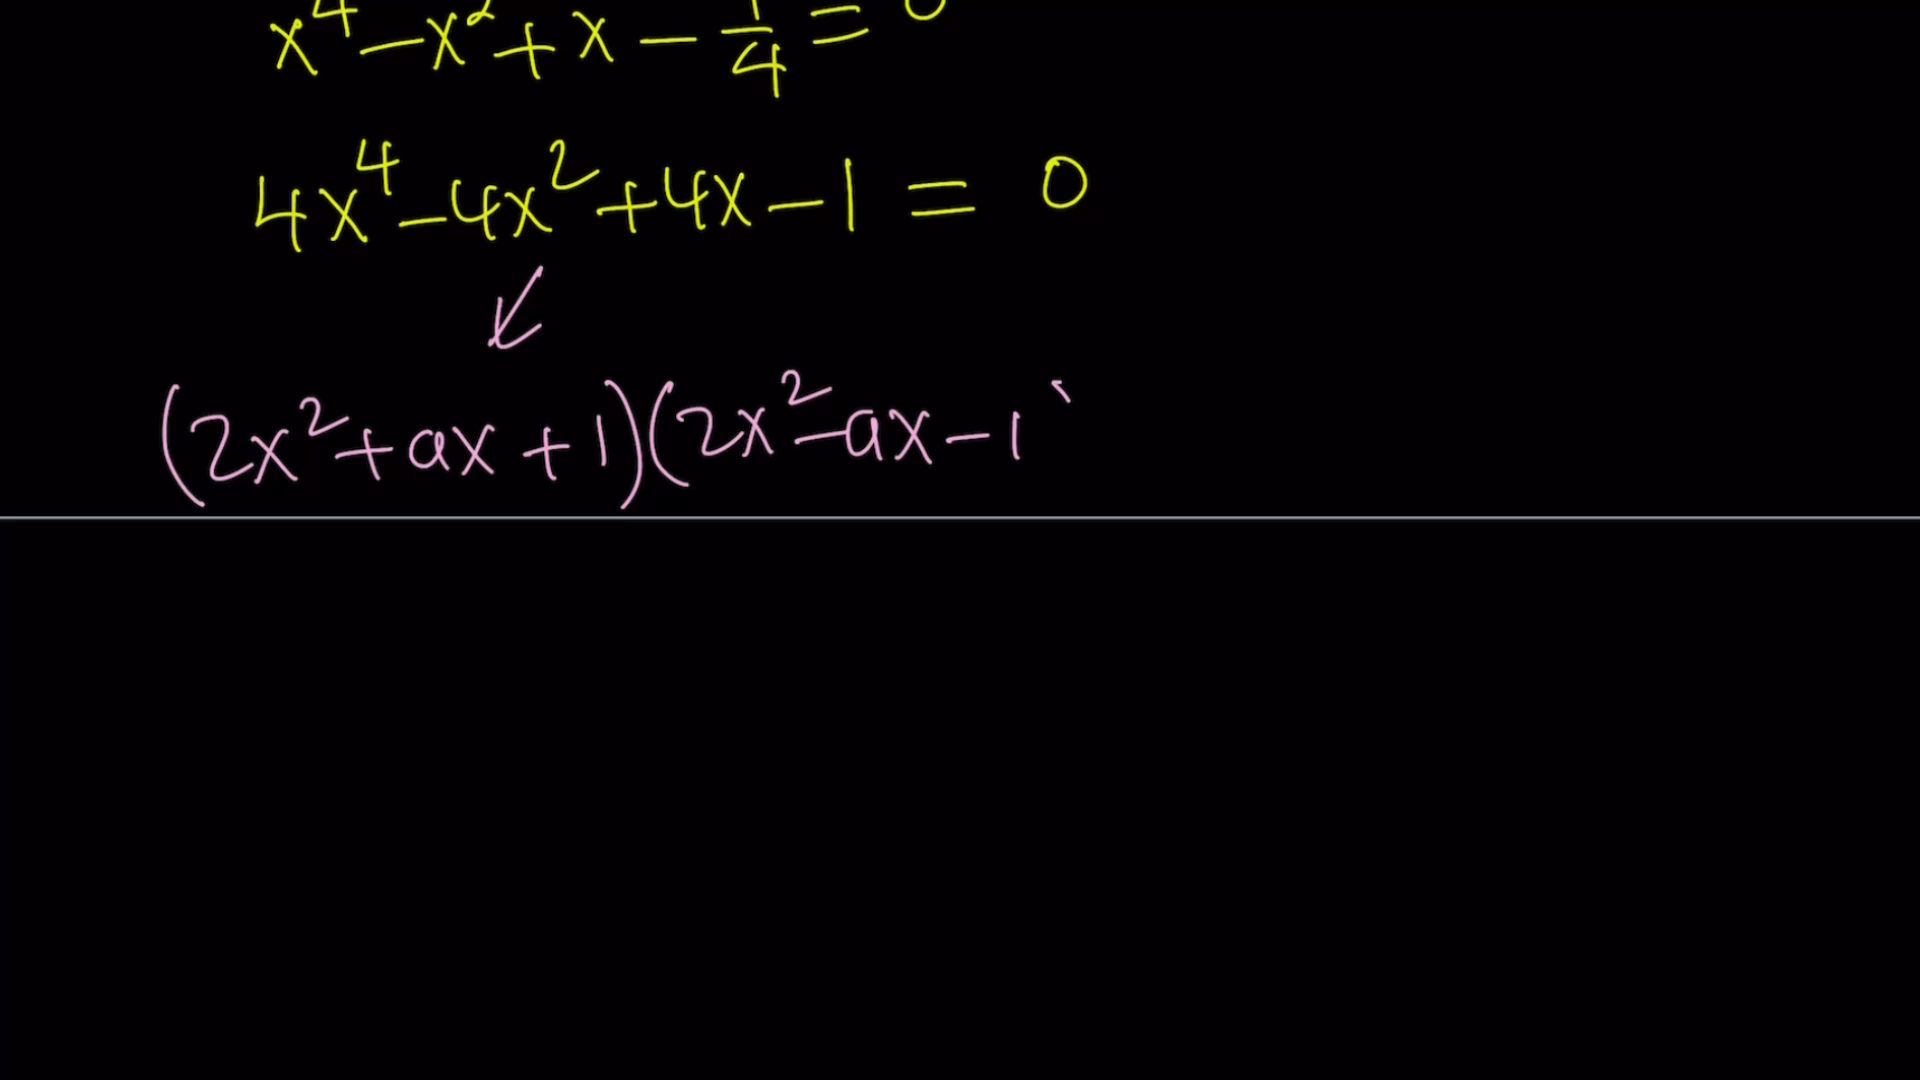 x⁴ − x² + x − 1/4 = 0
4x⁴ − 4x² + 4x − 1 = 0
(2x² + ax + 1)(2x² − ax − 1